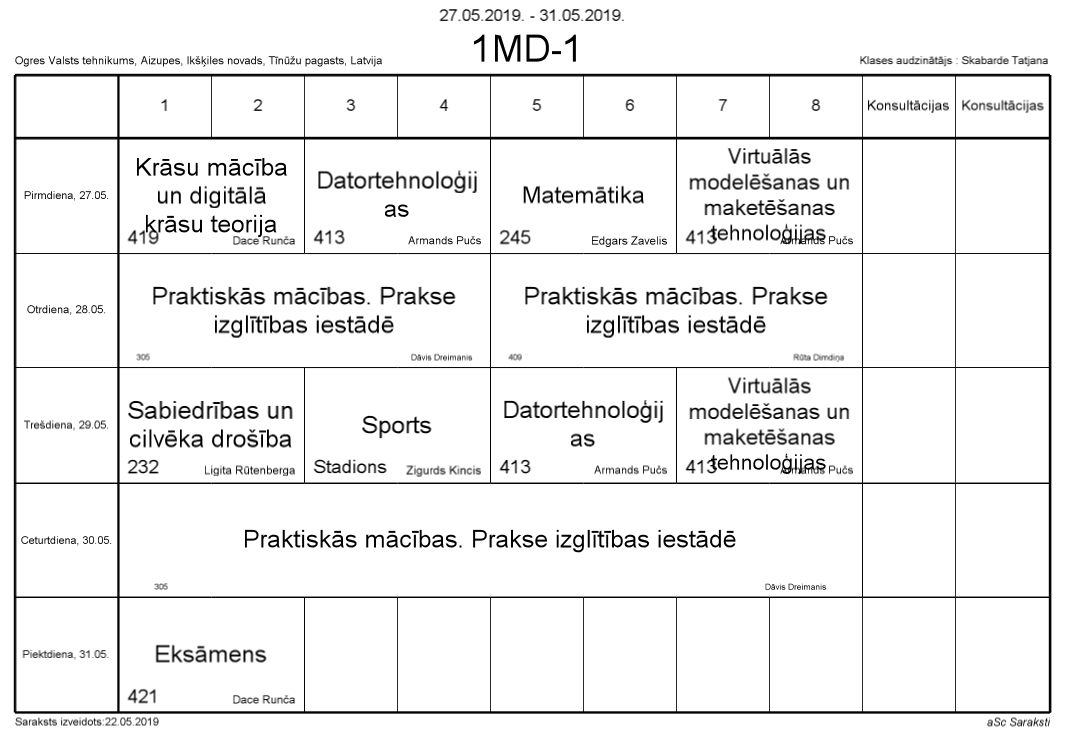 27.05.2019. - 31.05.2019.
1MD-1
Ogres Valsts tehnikums, Aizupes, Ikšķiles novads, Tīnūžu pagasts, Latvija
Klases audzinātājs : Skabarde Tatjana
1 2 3 4 5 6 7 8 Konsultācijas Konsultācijas
Pirmdiena, 27.05.
Krāsu mācība
un digitālā
krāsu teorija
419 Dace Runča
Datortehnoloģij
as
413 Armands Pučs
Matemātika
245 Edgars Zavelis
Virtuālās
modelēšanas un
maketēšanas
tehnoloģijas
413 Armands Pučs
Otrdiena, 28.05.
Praktiskās mācības. Prakse
izglītības iestādē
305 Dāvis Dreimanis
Praktiskās mācības. Prakse
izglītības iestādē
409 Rūta Dimdiņa
Trešdiena, 29.05.
Sabiedrības un
cilvēka drošība
232 Ligita Rūtenberga
Sports
Stadions Zigurds Kincis
Datortehnoloģij
as
413 Armands Pučs
Virtuālās
modelēšanas un
maketēšanas
tehnoloģijas
413 Armands Pučs
Ceturtdiena, 30.05.
Praktiskās mācības. Prakse izglītības iestādē
305 Dāvis Dreimanis
Piektdiena, 31.05.
Eksāmens
421 Dace Runča
Saraksts izveidots:22.05.2019
aSc Saraksti